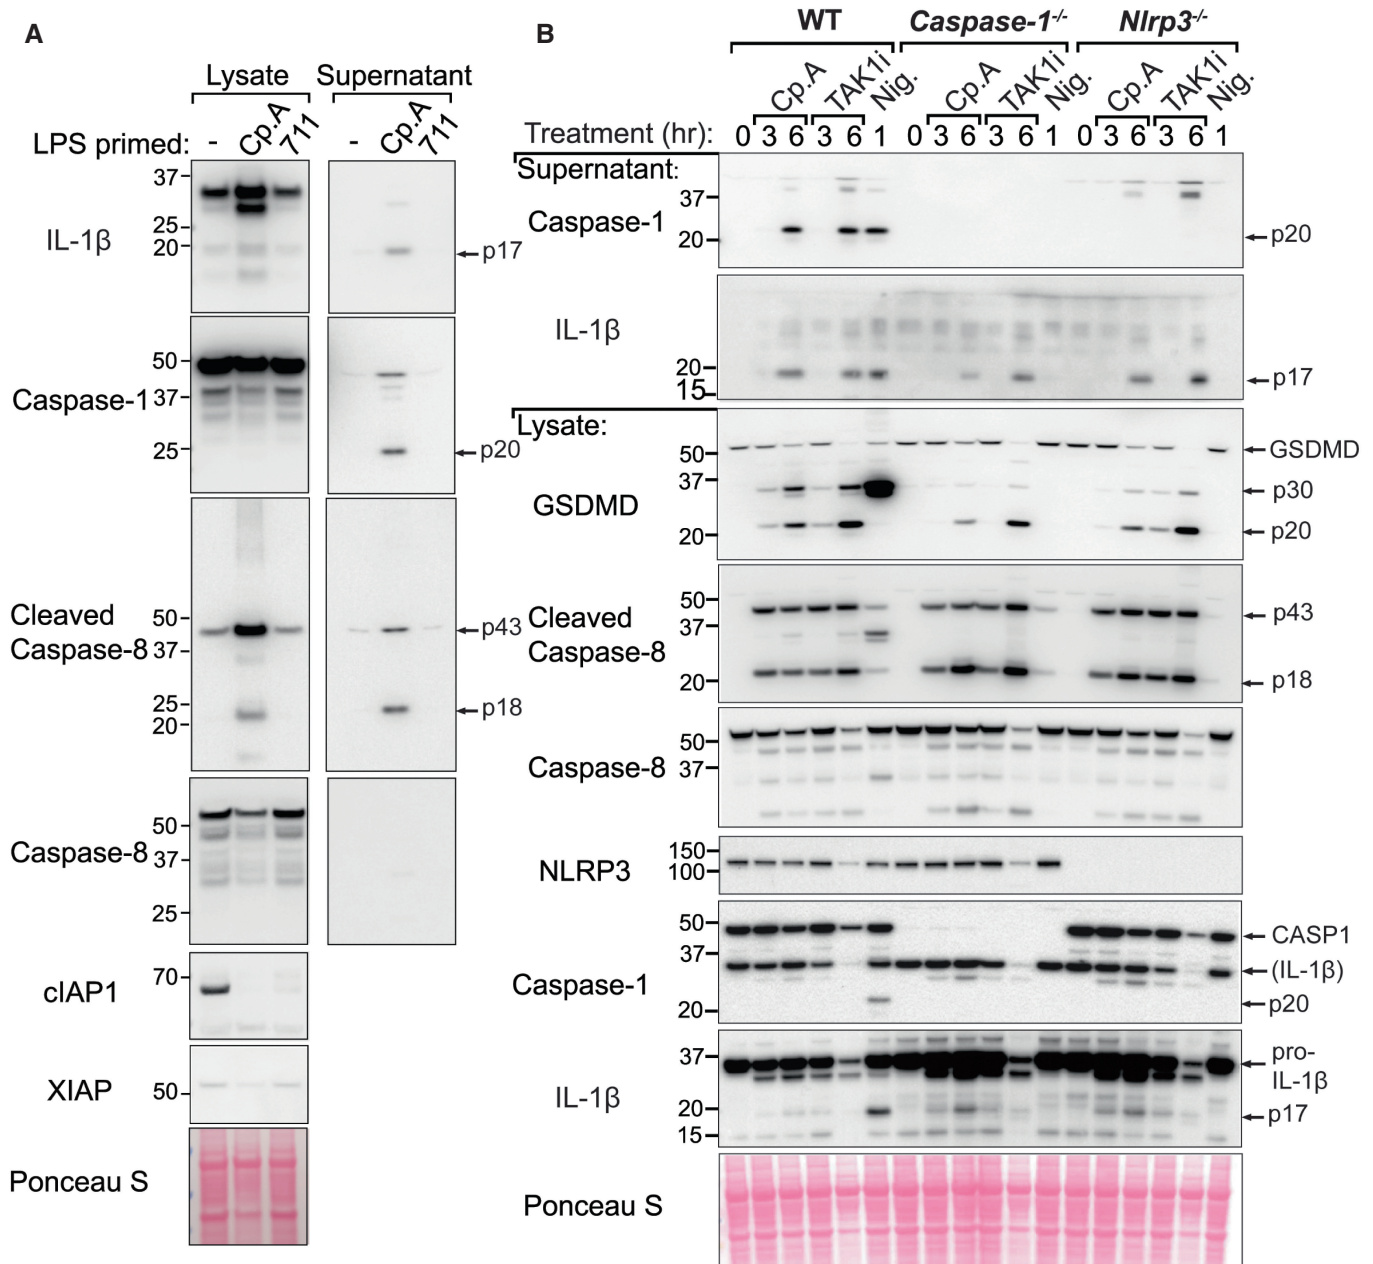 A
Lysate Supernatant
LPS primed: - Cp.A 711 - Cp.A 711
IL-1β
37
25
20
p17
Caspase-1
50
37
25
p20
Cleaved
Caspase-8
50
37
25
20
p43
p18
Caspase-8
50
37
25
cIAP1
70
XIAP
50
Ponceau S
B
WT Caspase-1-/- Nlrp3-/-
Cp.A TAK1i Nig. Cp.A TAK1i Nig. Cp.A TAK1i Nig.
Treatment (hr): 0 3 6 3 6 1 0 3 6 3 6 1 0 3 6 3 6 1
Supernatant:
Caspase-1
37
20
p20
IL-1β
20
15
p17
Lysate:
GSDMD
50
37
20
GSDMD
p30
p20
Cleaved
Caspase-8
50
37
20
p43
p18
Caspase-8
50
37
NLRP3
150
100
Caspase-1
50
37
20
CASP1
(IL-1β)
p20
IL-1β
37
20
15
pro-
IL-1β
p17
Ponceau S